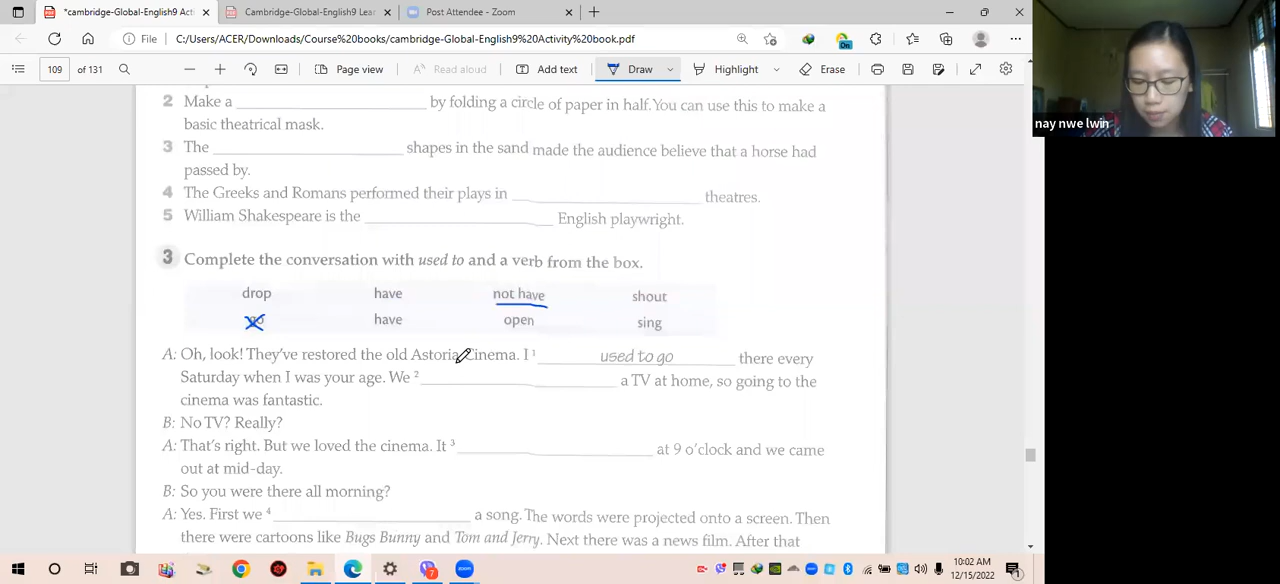 *cambridge-Global-English9 Acti
Cambridge-Global-English9 Lea
Post Attendee - Zoom
File
C:/Users/ACER/Downloads/Course%20books/cambridge-Global-English9%20Activity%20book.pdf
On
109 of 131
Page view
Read aloud
Add text
Draw
Highlight
Erase
nay nwe lwin
2 Make a ____ by folding a circle of paper in half. You can use this to make a
basic theatrical mask.
3 The ____ shapes in the sand made the audience believe that a horse had
passed by.
4 The Greeks and Romans performed their plays in ____ theatres.
5 William Shakespeare is the ____ English playwright.
3 Complete the conversation with used to and a verb from the box.
drop have not have shout
go have open sing
A: Oh, look! They've restored the old Astoria Cinema. I 1 used to go there every
Saturday when I was your age. We 2 ____ a TV at home, so going to the
cinema was fantastic.
B: No TV? Really?
A: That's right. But we loved the cinema. It 3 ____ at 9 o'clock and we came
out at mid-day.
B: So you were there all morning?
A: Yes. First we 4 ____ a song. The words were projected onto a screen. Then
there were cartoons like Bugs Bunny and Tom and Jerry. Next there was a news film. After that
10:02 AM
12/15/2022